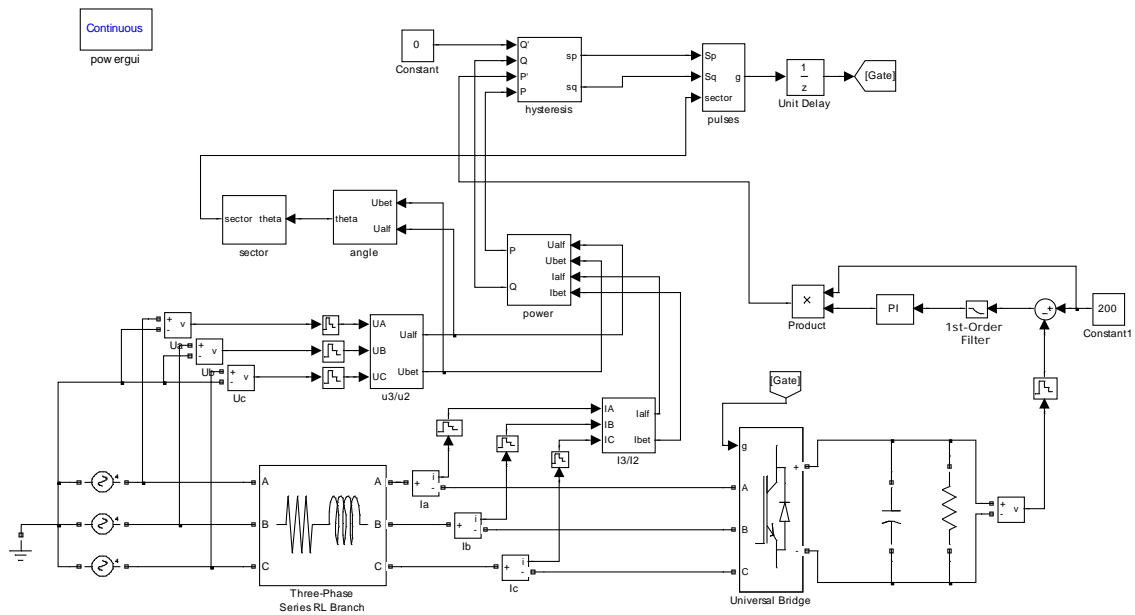 Continuous
powergui
0
Constant
Q'
Q
P'
P
sp
sq
hysteresis
Sp
Sq
sector
g
pulses
1
z
Unit Delay
[Gate]
sector theta
sector
theta
Ubet
Ualf
angle
P
Q
Ualf
Ubet
Ialf
Ibet
power
×
Product
PI
1st-Order
Filter
200
Constant1
+
-
v
Ua
+
-
v
Ub
+
-
v
Uc
UA
UB
UC
Ualf
Ubet
u3/u2
IA
IB
IC
Ialf
Ibet
I3/I2
[Gate]
A
B
C
A
B
C
Three-Phase
Series RL Branch
+
i
-
Ia
+
i
-
Ib
+
i
-
Ic
g
A
B
C
+
-
Universal Bridge
+
-
v